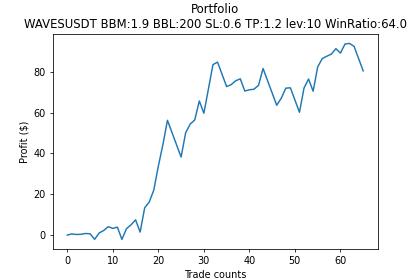 Portfolio
WAVESUSDT BBM:1.9 BBL:200 SL:0.6 TP:1.2 lev:10 WinRatio:64.0
Profit ($)
80
60
40
20
0
0 10 20 30 40 50 60
Trade counts